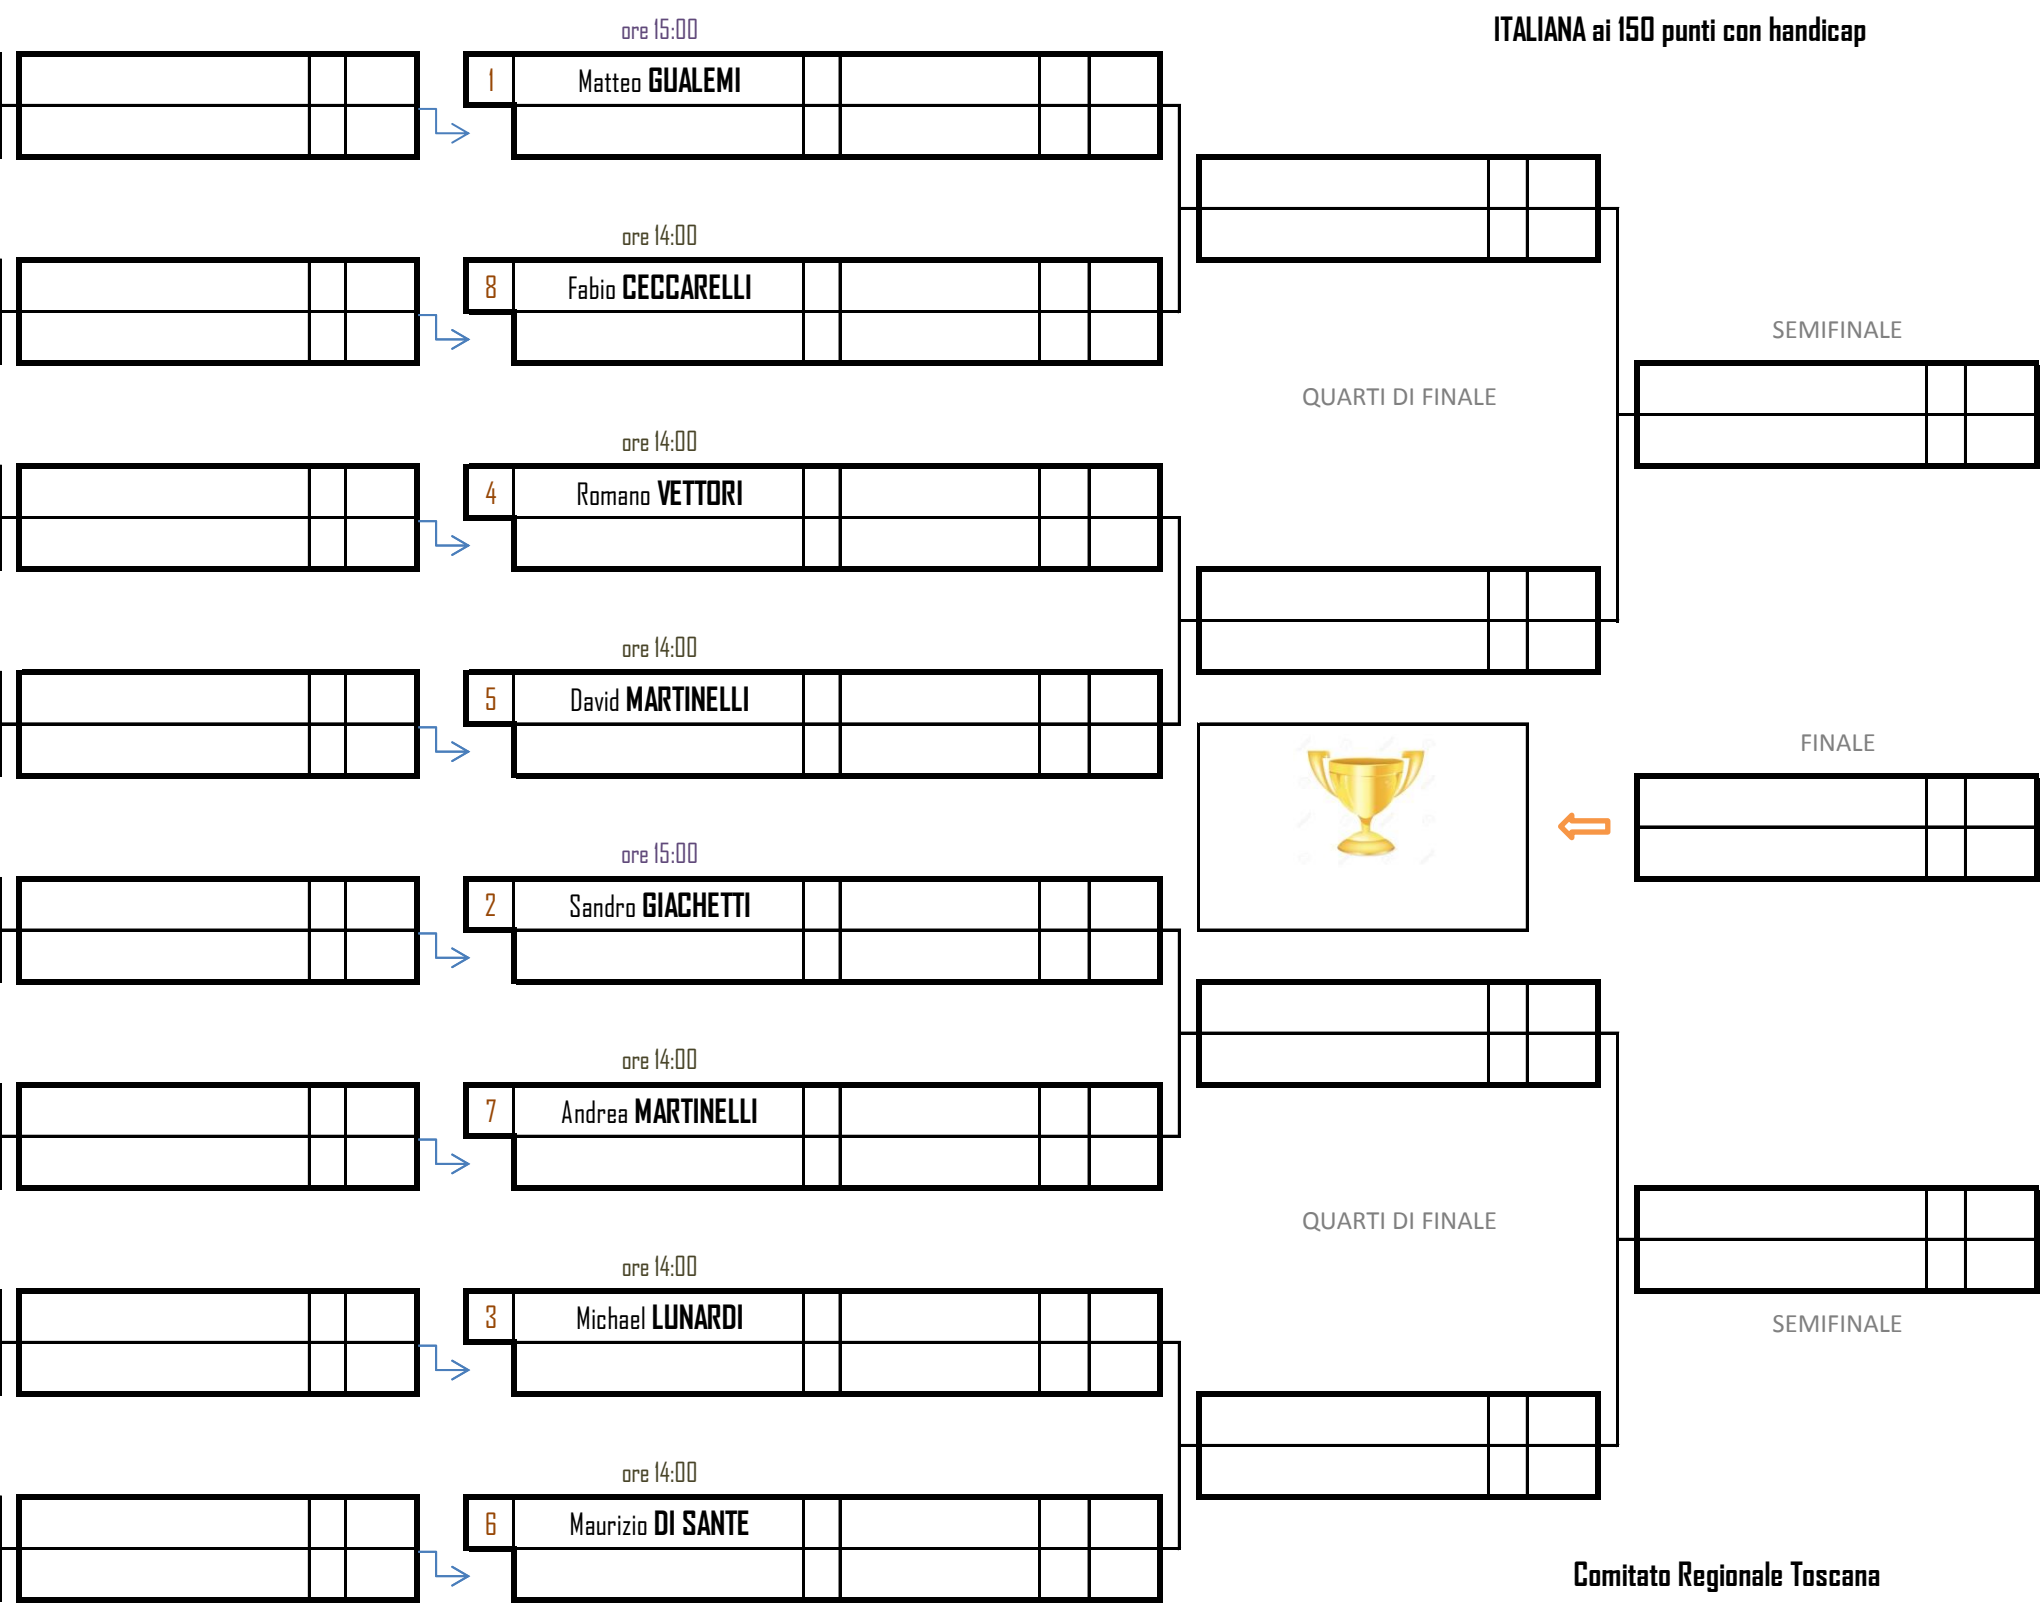 ore 15:00
ITALIANA ai 150 punti con handicap
1 Matteo GUALEMI
ore 14:00
8 Fabio CECCARELLI
SEMIFINALE
QUARTI DI FINALE
ore 14:00
4 Romano VETTORI
ore 14:00
5 David MARTINELLI
FINALE
ore 15:00
2 Sandro GIACHETTI
ore 14:00
7 Andrea MARTINELLI
QUARTI DI FINALE
ore 14:00
3 Michael LUNARDI
SEMIFINALE
ore 14:00
6 Maurizio DI SANTE
Comitato Regionale Toscana